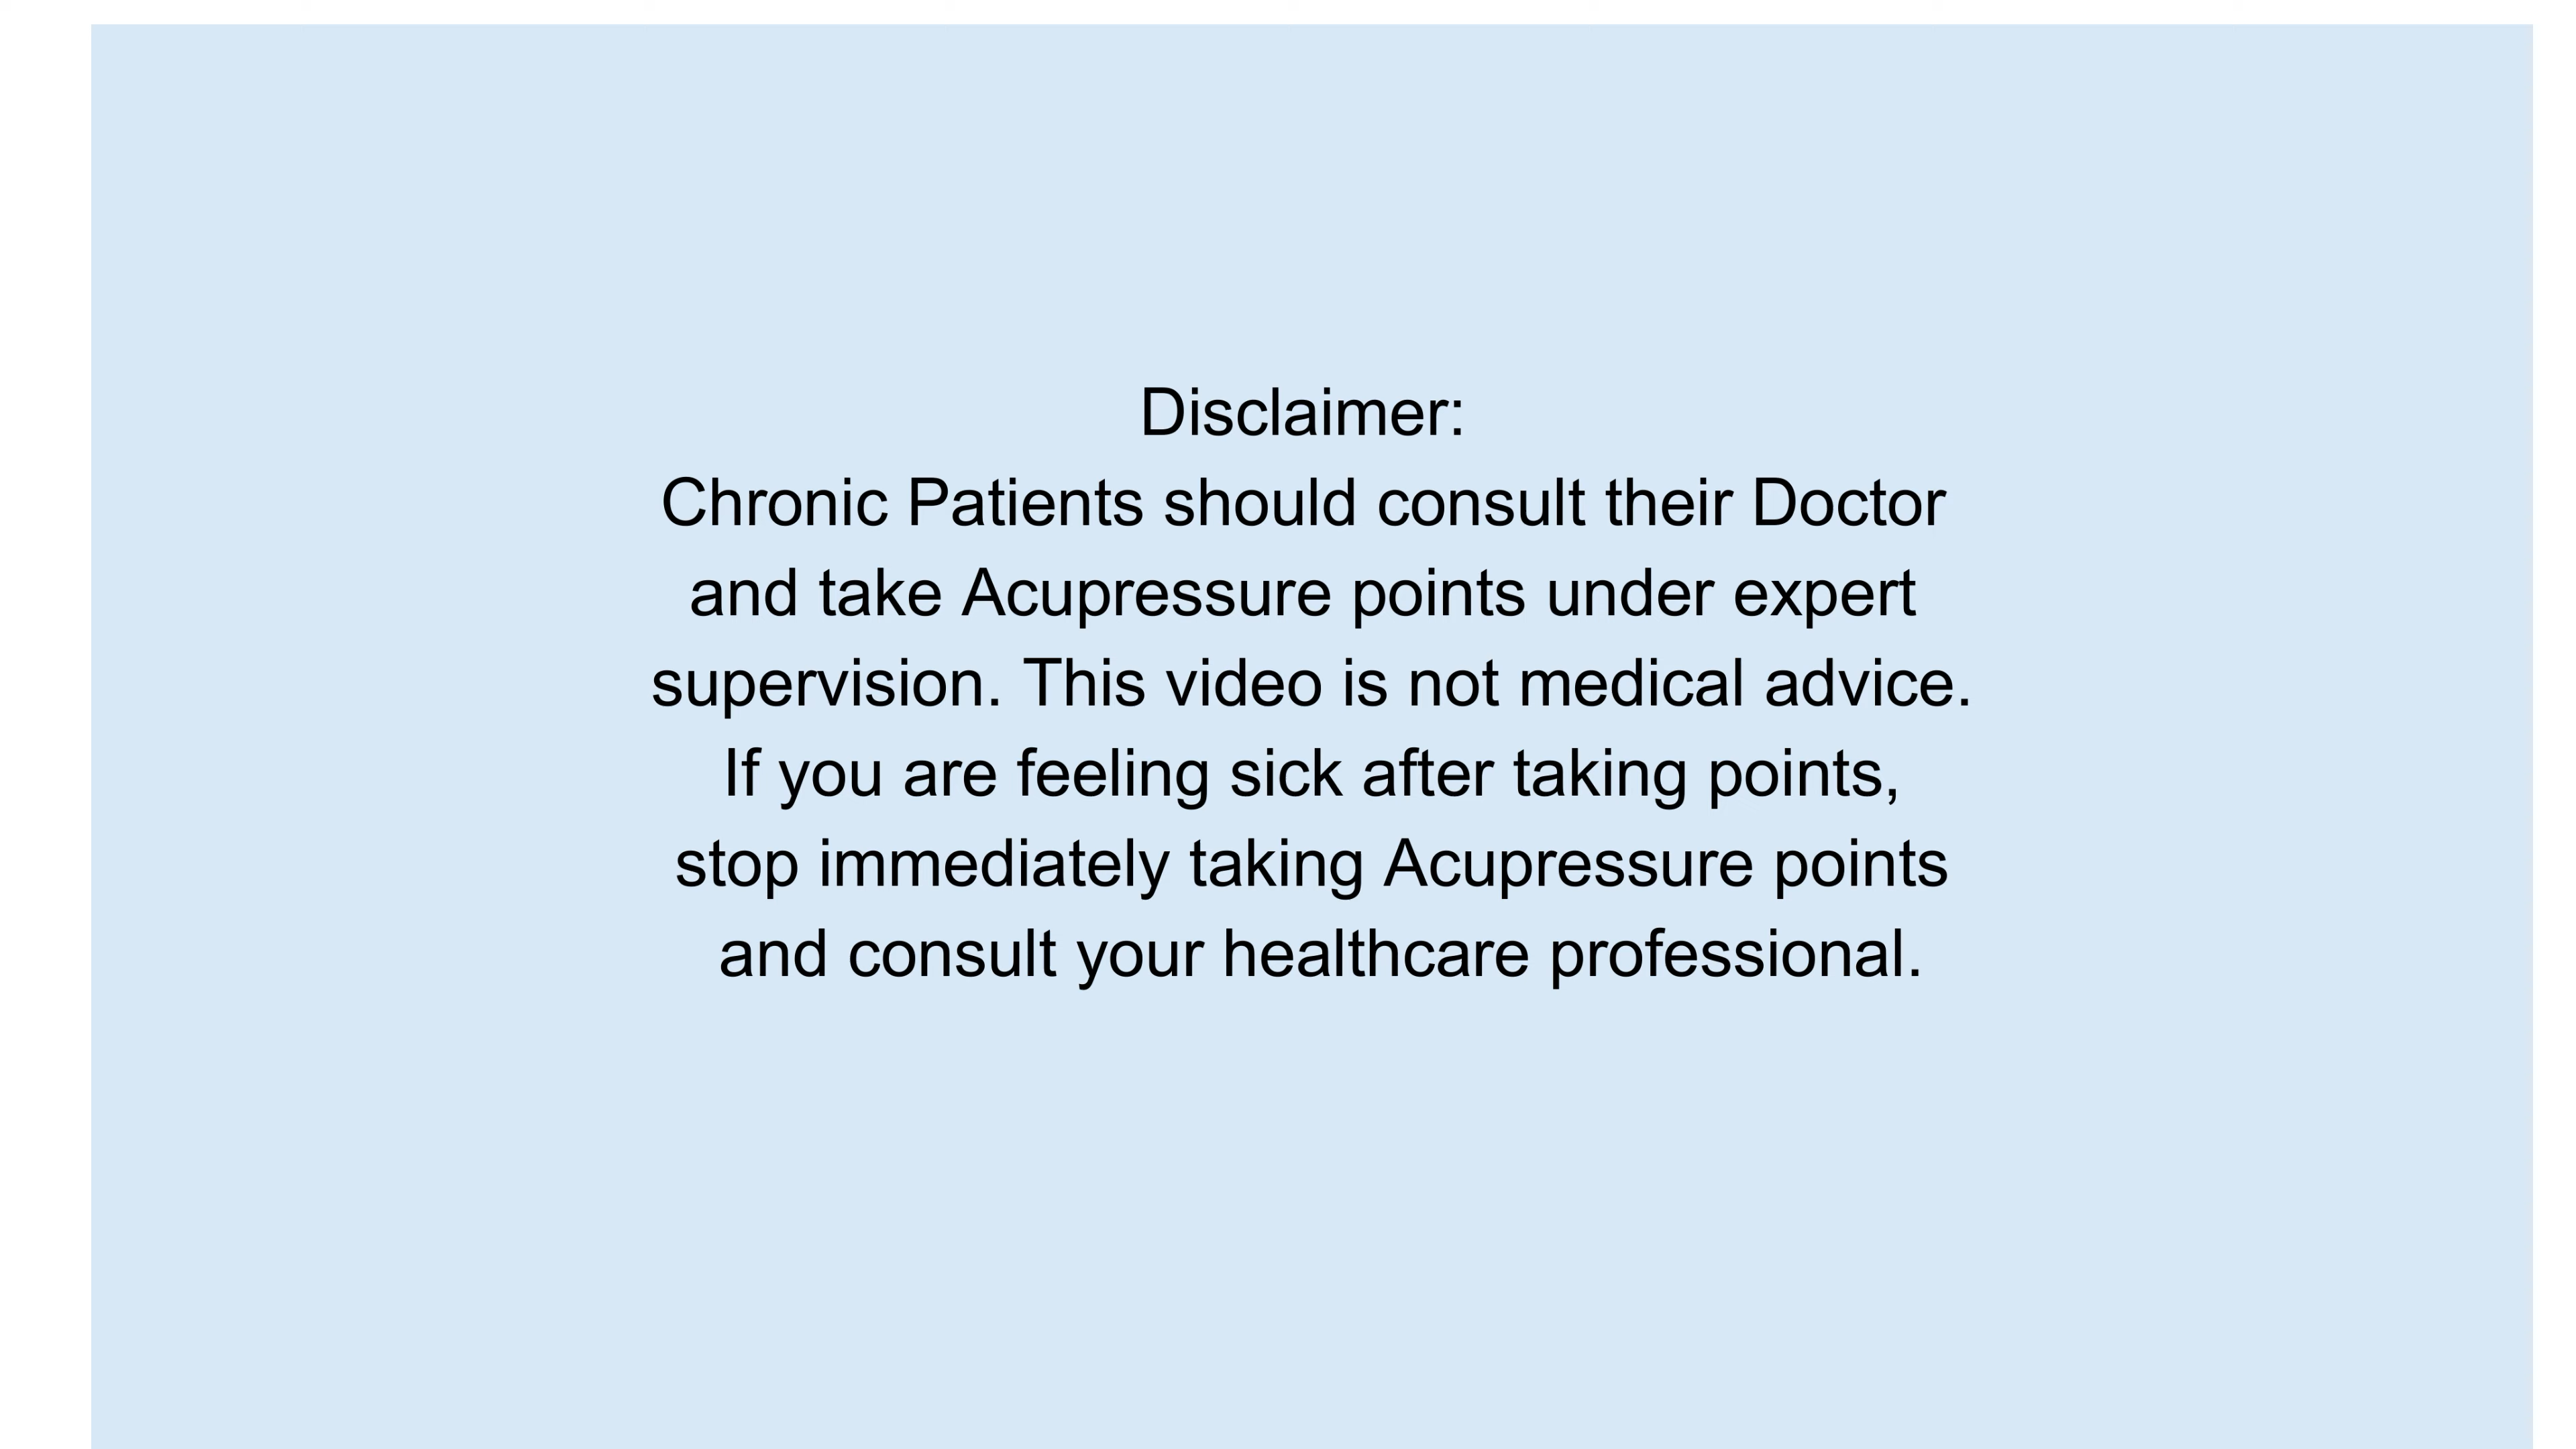 Disclaimer:
Chronic Patients should consult their Doctor
and take Acupressure points under expert
supervision. This video is not medical advice.
If you are feeling sick after taking points,
stop immediately taking Acupressure points
and consult your healthcare professional.